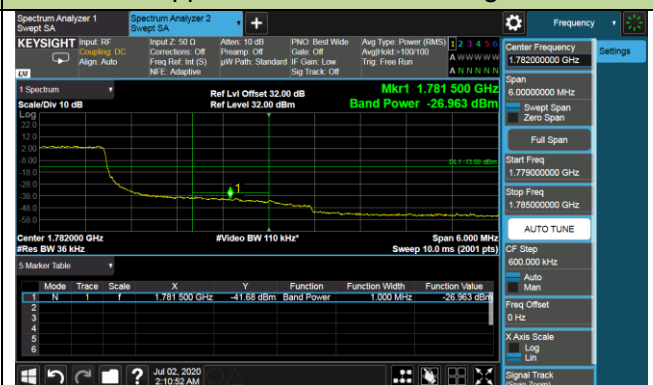 Spectrum Analyzer 1
Swept SA
Spectrum Analyzer 2
Swept SA
Frequency
KEYSIGHT
Input: RF
Coupling: DC
Align: Auto
Input Z: 50 Ω
Corrections: Off
Freq Ref: Int (S)
NFE: Adaptive
Atten: 10 dB
Preamp: Off
µW Path: Standard
PNO: Best Wide
Gate: Off
IF Gain: Low
Sig Track: Off
Avg Type: Power (RMS)
Avg|Hold:>100/100
Trig: Free Run
1 2 3 4 5 6
A W W W W W
A N N N N N
LXI
1 Spectrum
Scale/Div 10 dB
Ref Lvl Offset 32.00 dB
Ref Level 32.00 dBm
Mkr1 1.781 500 GHz
Band Power -26.963 dBm
Log
22.0
12.0
2.00
-8.00
-18.0
-28.0
-38.0
-48.0
-58.0
DL1 -13.00 dBm
1
Center 1.782000 GHz
#Res BW 36 kHz
#Video BW 110 kHz*
Span 6.000 MHz
Sweep 10.0 ms (2001 pts)
5 Marker Table
Mode Trace Scale X Y Function Function Width Function Value
1 N 1 f 1.781 500 GHz -41.68 dBm Band Power 1.000 MHz -26.963 dBm
2
3
4
5
6
Jul 02, 2020
2:10:52 AM
Center Frequency
1.782000000 GHz
Settings
Span
6.00000000 MHz
Swept Span
Zero Span
Full Span
Start Freq
1.779000000 GHz
Stop Freq
1.785000000 GHz
AUTO TUNE
CF Step
600.000 kHz
Auto
Man
Freq Offset
0 Hz
X Axis Scale
Log
Lin
Signal Track
(Span Zoom)